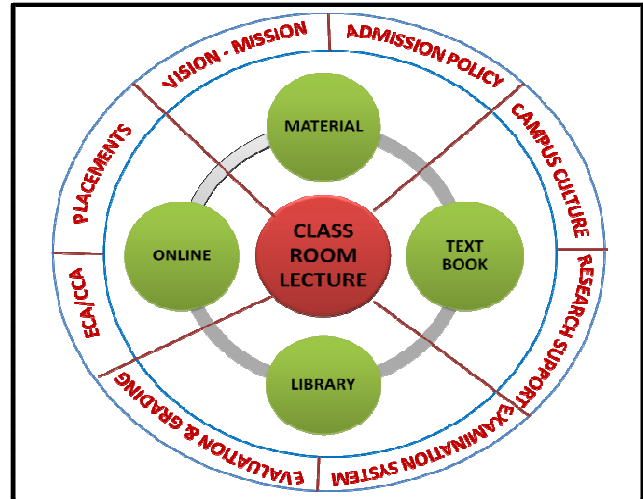 VISION - MISSION
ADMISSION POLICY
CAMPUS CULTURE
RESEARCH SUPPORT
EXAMINATION SYSTEM
EVALUATION & GRADING
ECA/CCA
PLACEMENTS
MATERIAL
TEXT
BOOK
LIBRARY
ONLINE
CLASS
ROOM
LECTURE